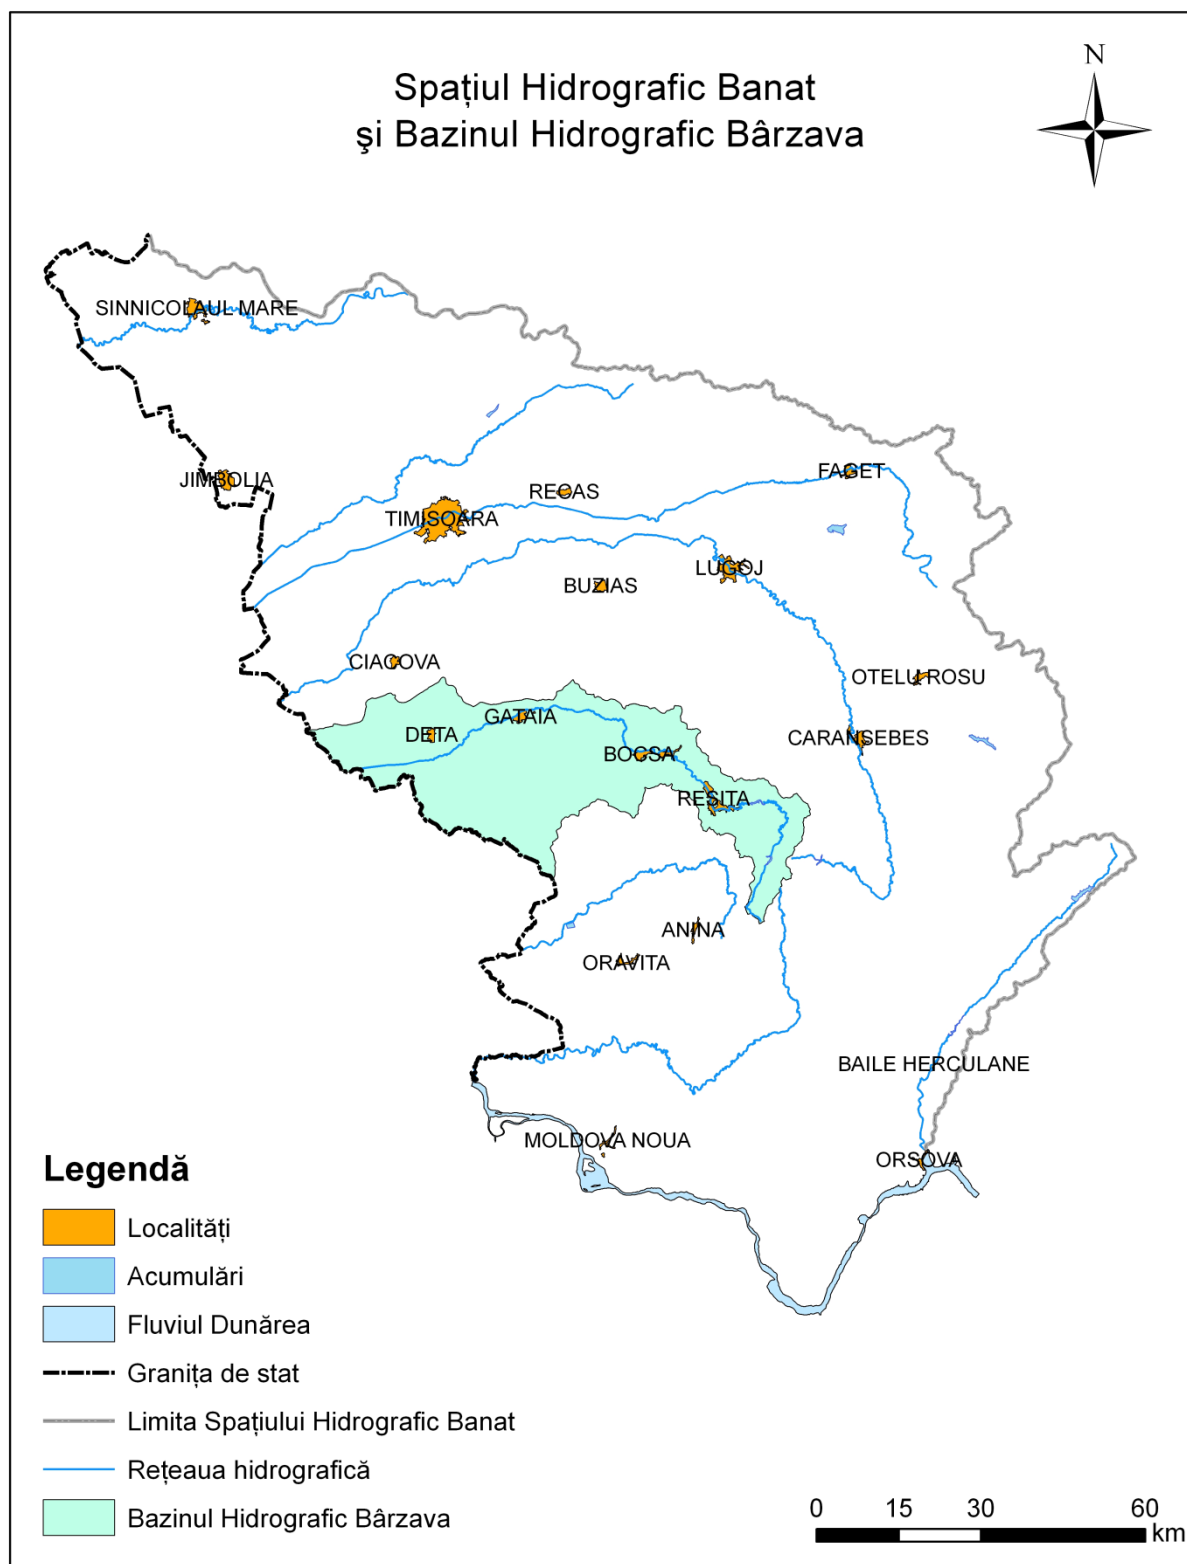 N
Spațiul Hidrografic Banat
şi Bazinul Hidrografic Bârzava
SINNICOLAUL MARE
JIMBOLIA
FAGET
RECAS
TIMISOARA
LUGOJ
BUZIAS
CIACOVA
OTELU ROSU
GATAIA
DETA
CARANSEBES
BOCSA
RESITA
ANINA
ORAVITA
BAILE HERCULANE
MOLDOVA NOUA
ORSOVA
Legendă
Localități
Acumulări
Fluviul Dunărea
Granița de stat
Limita Spațiului Hidrografic Banat
Rețeaua hidrografică
Bazinul Hidrografic Bârzava
0 15 30 60
km